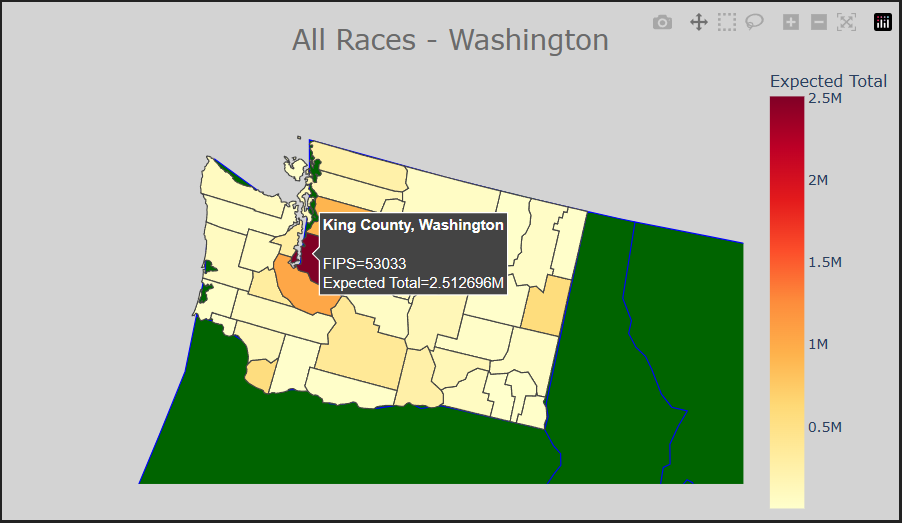 All Races - Washington
Expected Total
2.5M
2M
1.5M
1M
0.5M
King County, Washington
FIPS=53033
Expected Total=2.512696M